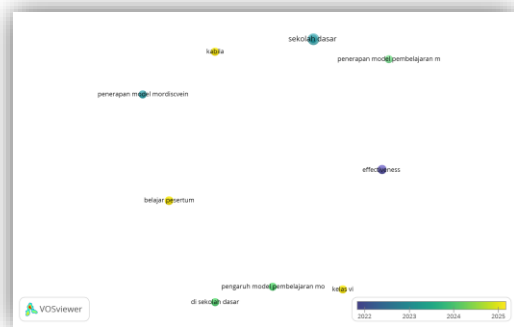 sekolah dasar
kabila
penerapan model pembelajaran m
penerapan model mordiscvein
effectiveness
belajar pesertum
pengaruh model pembelajaran mo
kelas vi
di sekolah dasar
VOSviewer
2022 2023 2024 2025